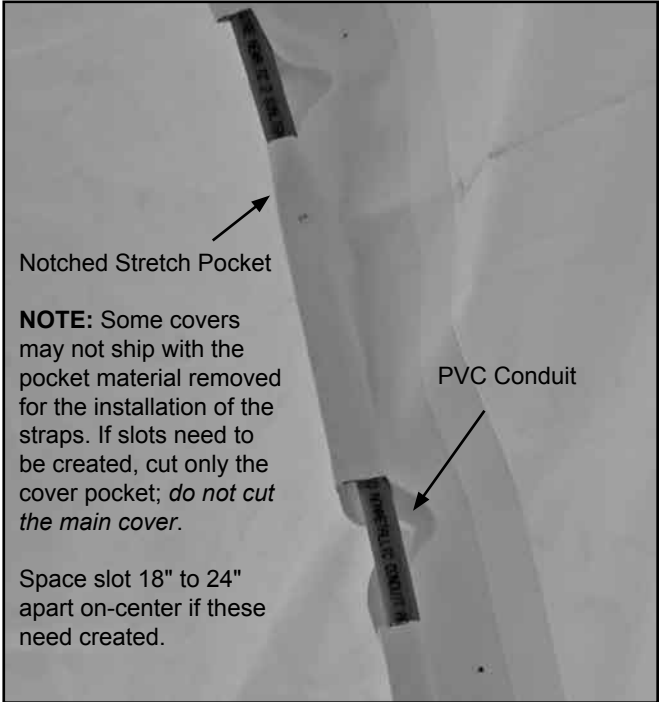 Notched Stretch Pocket
NOTE: Some covers
may not ship with the
pocket material removed
for the installation of the
straps. If slots need to
be created, cut only the
cover pocket; do not cut
the main cover.
Space slot 18" to 24"
apart on-center if these
need created.
PVC Conduit
NONMETALLIC CONDUIT